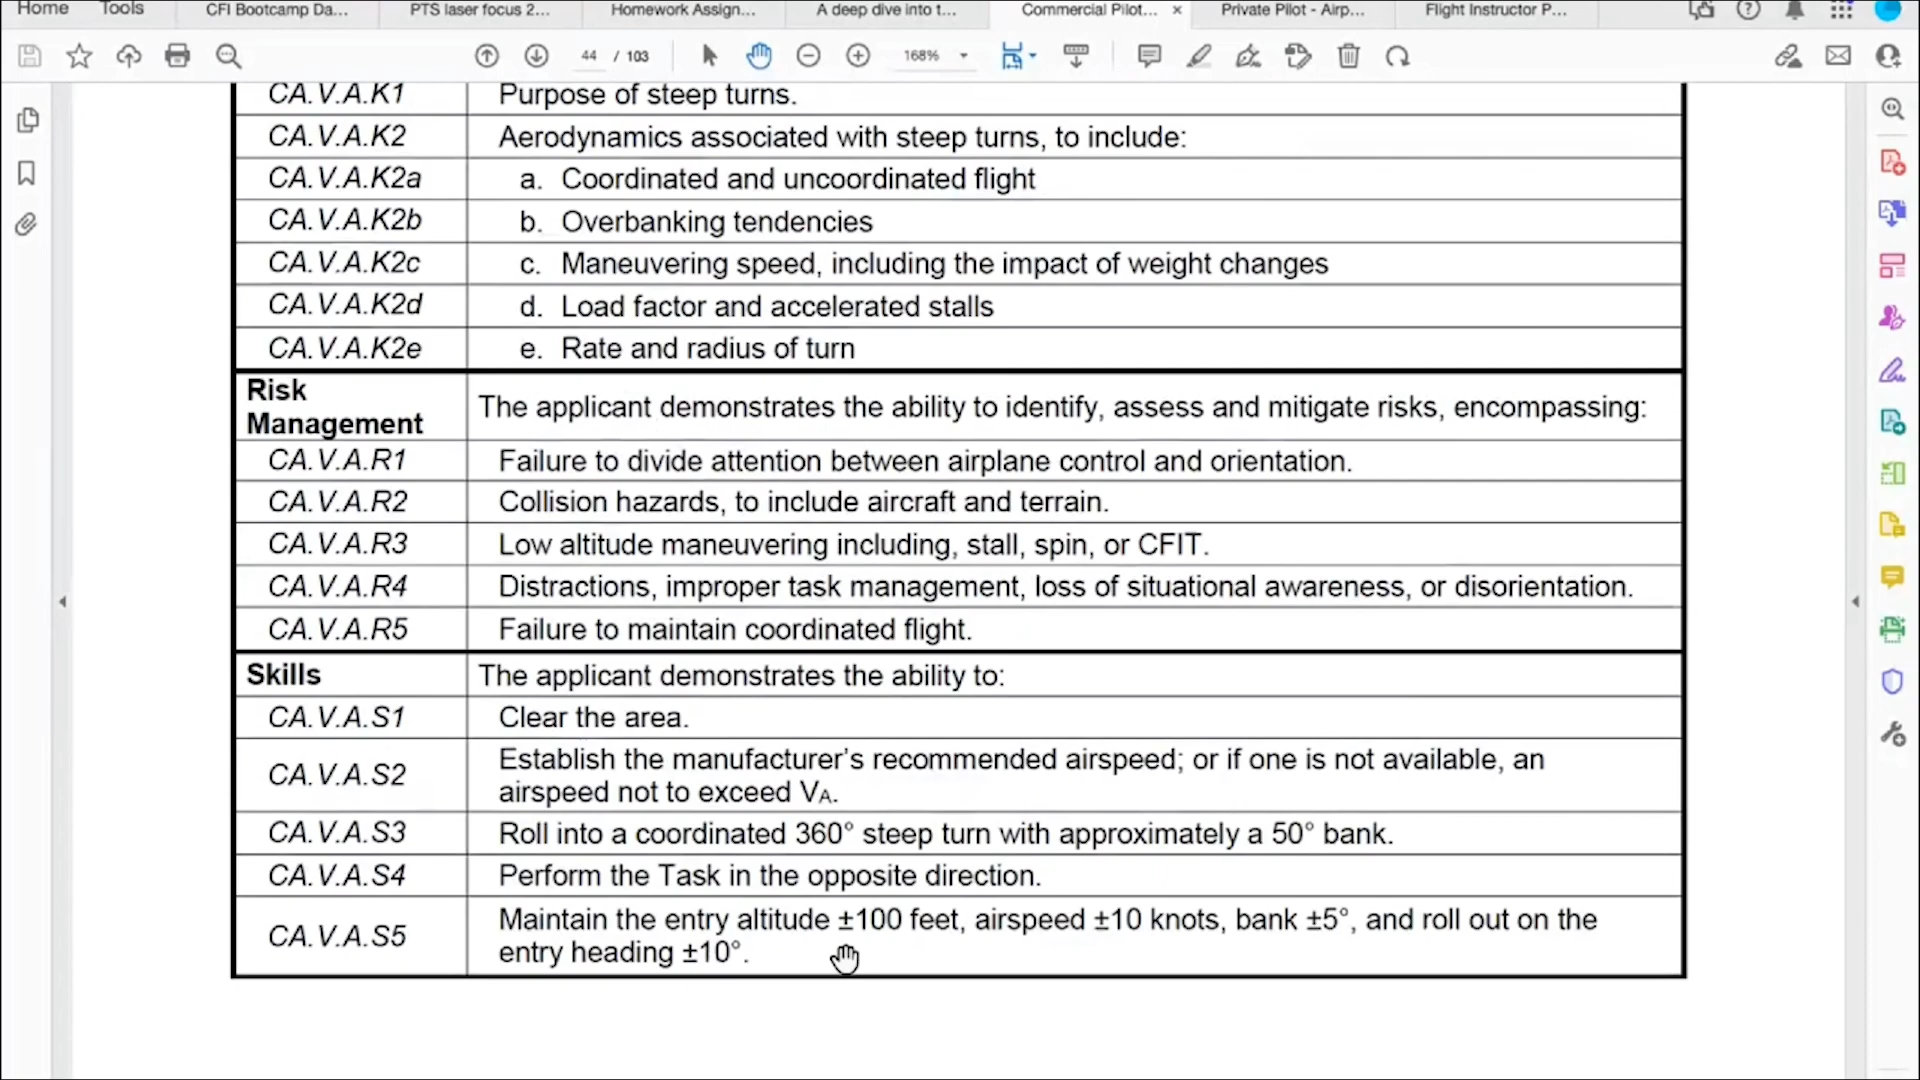 Home Tools CFI Bootcamp Da... PTS laser focus 2... Homework Assign... A deep dive into t... Commercial Pilot... × Private Pilot - Airp... Flight Instructor P...
44 / 103 168%
CA.V.A.K1 Purpose of steep turns.
CA.V.A.K2 Aerodynamics associated with steep turns, to include:
CA.V.A.K2a a. Coordinated and uncoordinated flight
CA.V.A.K2b b. Overbanking tendencies
CA.V.A.K2c c. Maneuvering speed, including the impact of weight changes
CA.V.A.K2d d. Load factor and accelerated stalls
CA.V.A.K2e e. Rate and radius of turn
Risk
Management The applicant demonstrates the ability to identify, assess and mitigate risks, encompassing:
CA.V.A.R1 Failure to divide attention between airplane control and orientation.
CA.V.A.R2 Collision hazards, to include aircraft and terrain.
CA.V.A.R3 Low altitude maneuvering including, stall, spin, or CFIT.
CA.V.A.R4 Distractions, improper task management, loss of situational awareness, or disorientation.
CA.V.A.R5 Failure to maintain coordinated flight.
Skills The applicant demonstrates the ability to:
CA.V.A.S1 Clear the area.
CA.V.A.S2 Establish the manufacturer's recommended airspeed; or if one is not available, an
airspeed not to exceed VA.
CA.V.A.S3 Roll into a coordinated 360° steep turn with approximately a 50° bank.
CA.V.A.S4 Perform the Task in the opposite direction.
CA.V.A.S5 Maintain the entry altitude ±100 feet, airspeed ±10 knots, bank ±5°, and roll out on the
entry heading ±10°.